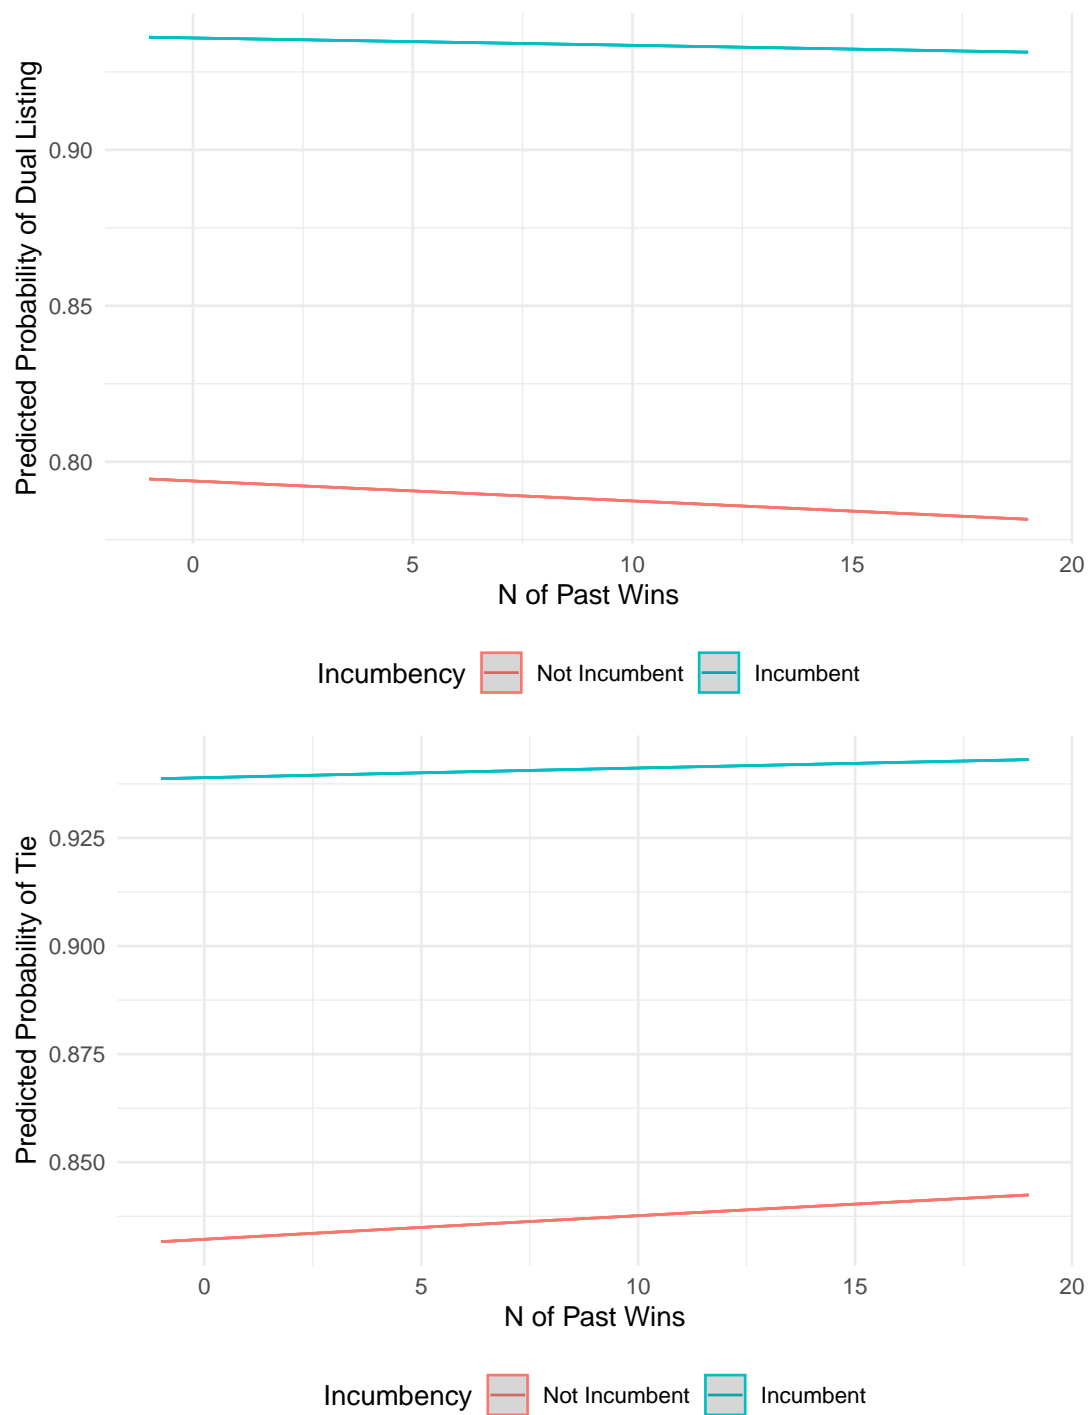 Predicted Probability of Dual Listing
0.90
0.85
0.80
0 5 10 15 20
N of Past Wins
Incumbency Not Incumbent Incumbent
Predicted Probability of Tie
0.925
0.900
0.875
0.850
0 5 10 15 20
N of Past Wins
Incumbency Not Incumbent Incumbent